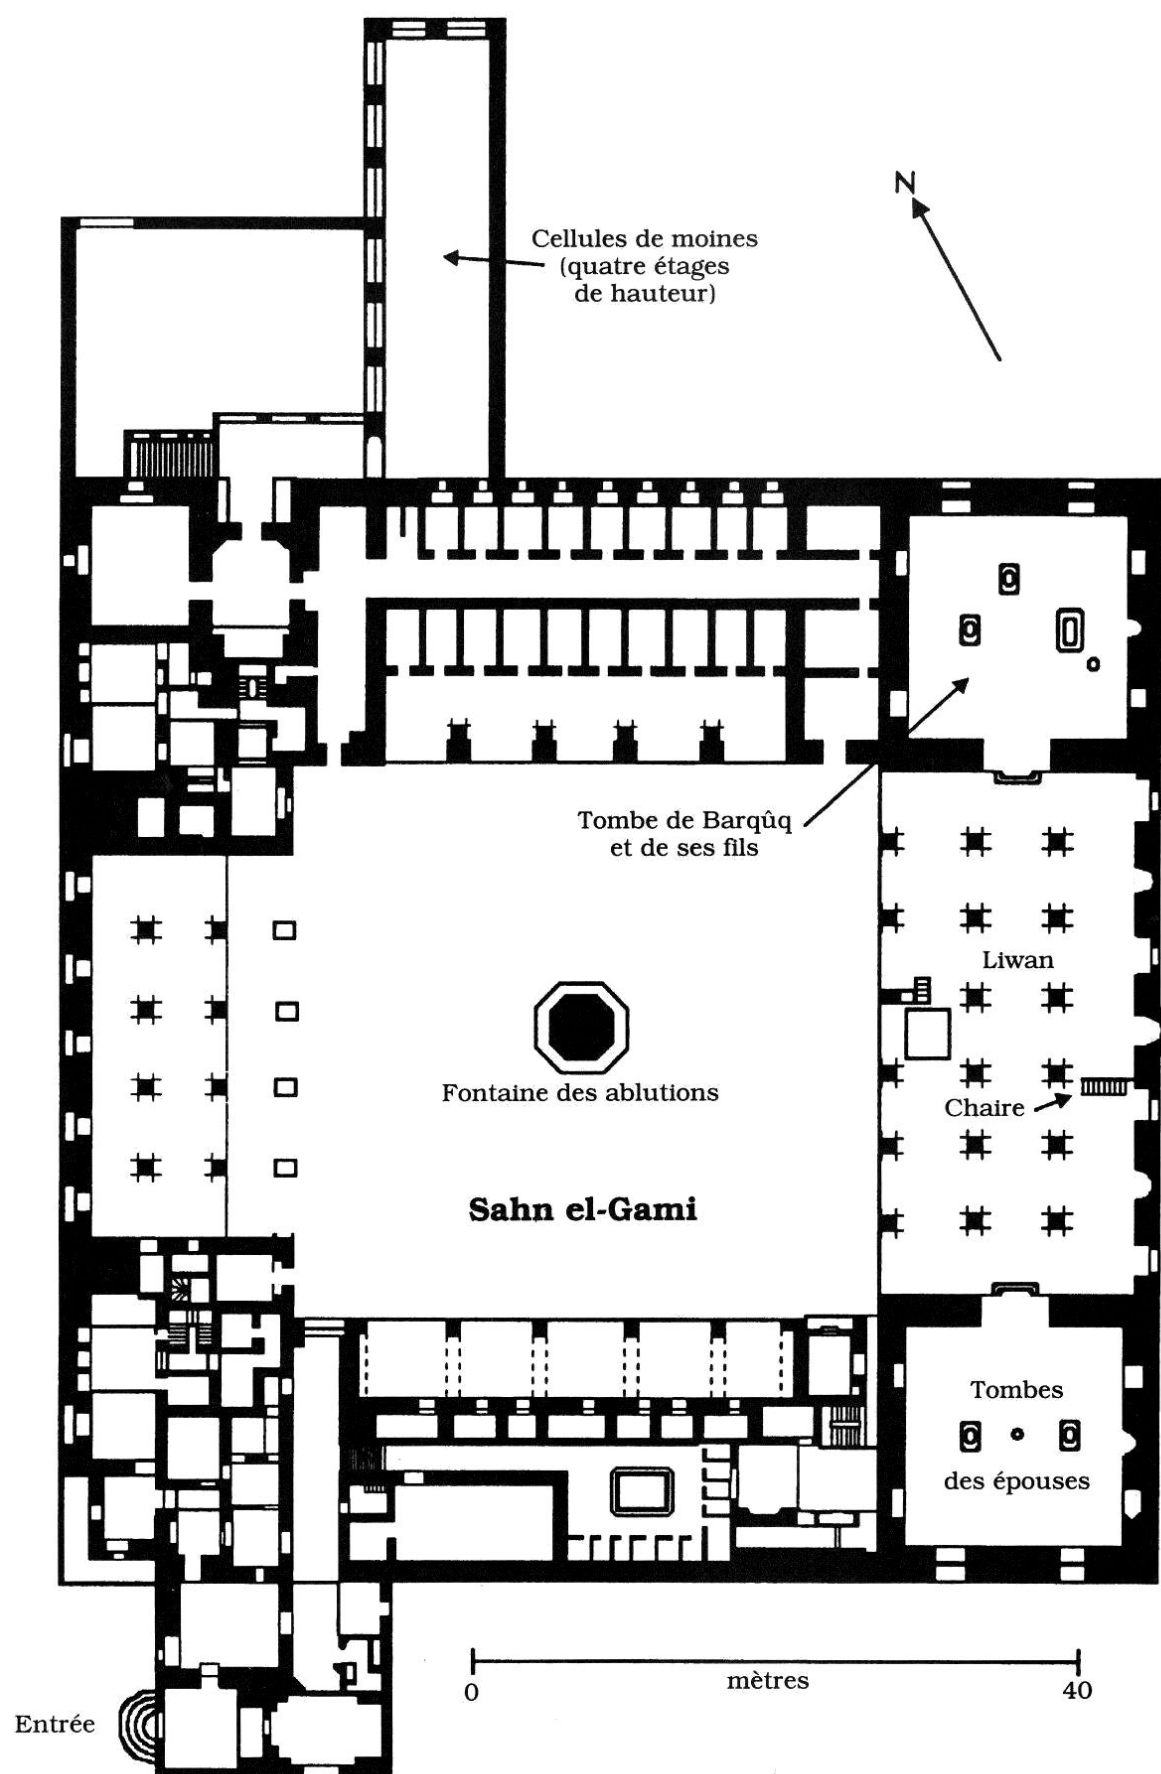 N
Cellules de moines
(quatre étages
de hauteur)
Tombe de Barqûq
et de ses fils
Liwan
Fontaine des ablutions
Chaire
Sahn el-Gami
Tombes
des épouses
mètres
0
40
Entrée